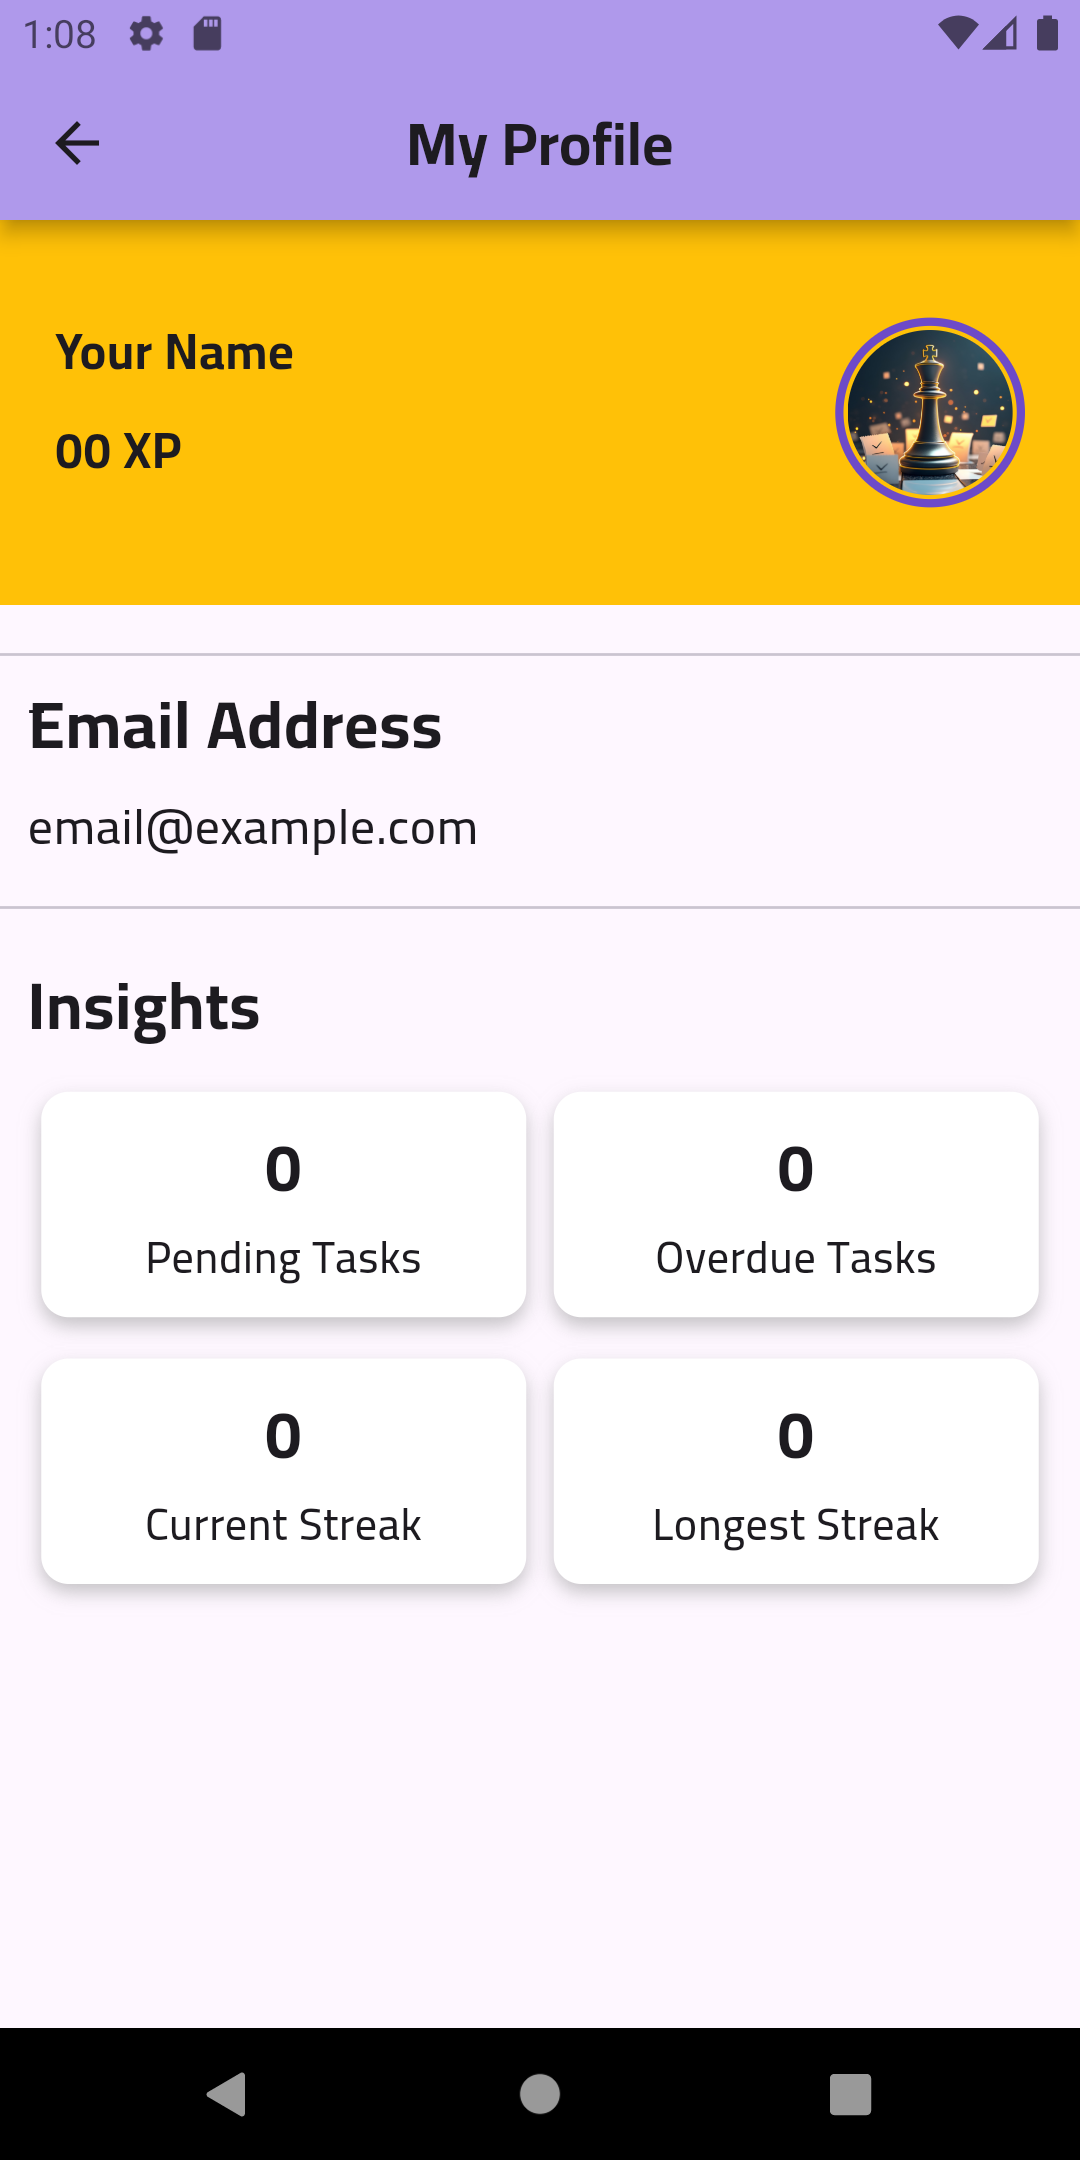 1:08
My Profile
Your Name
00 XP
Email Address
email@example.com
Insights
0
Pending Tasks
0
Overdue Tasks
0
Current Streak
0
Longest Streak